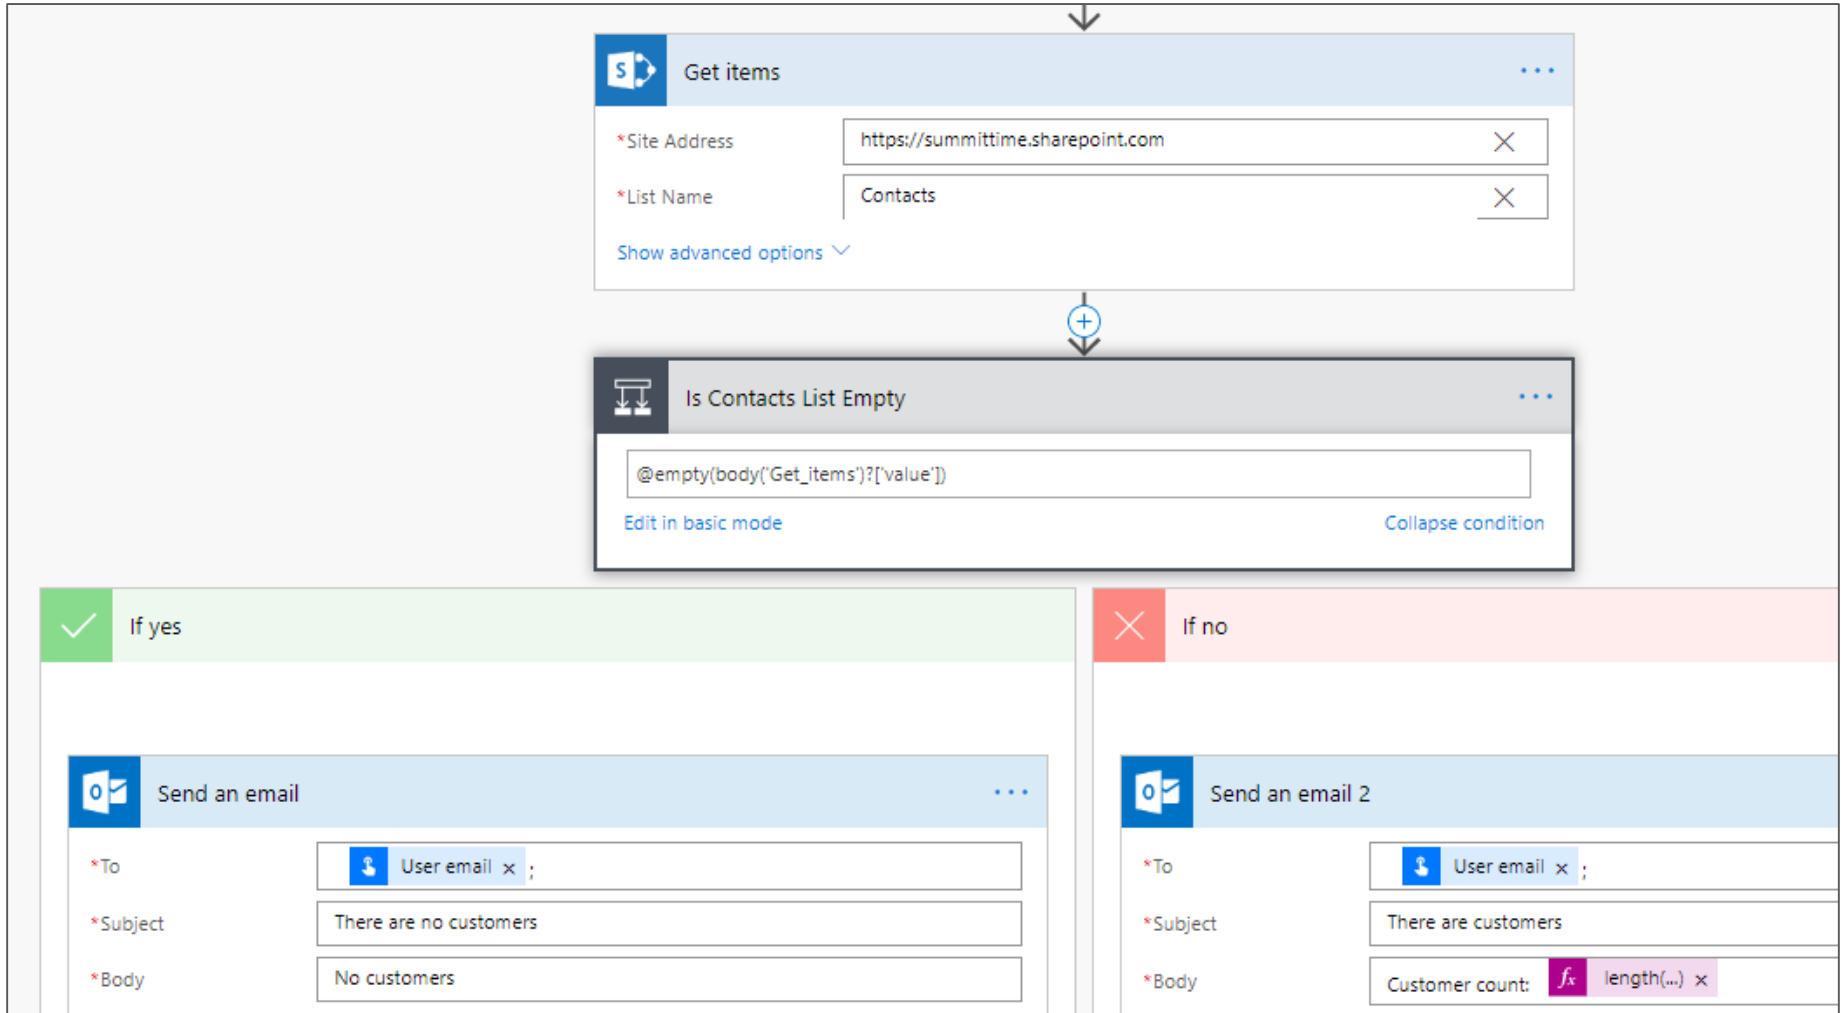 Get items
*Site Address
https://summittime.sharepoint.com
*List Name
Contacts
Show advanced options
Is Contacts List Empty
@empty(body('Get_items')?['value'])
Edit in basic mode
Collapse condition
If yes
Send an email
*To
User email × ;
*Subject
There are no customers
*Body
No customers
If no
Send an email 2
*To
User email × ;
*Subject
There are customers
*Body
Customer count: fx length(...) ×